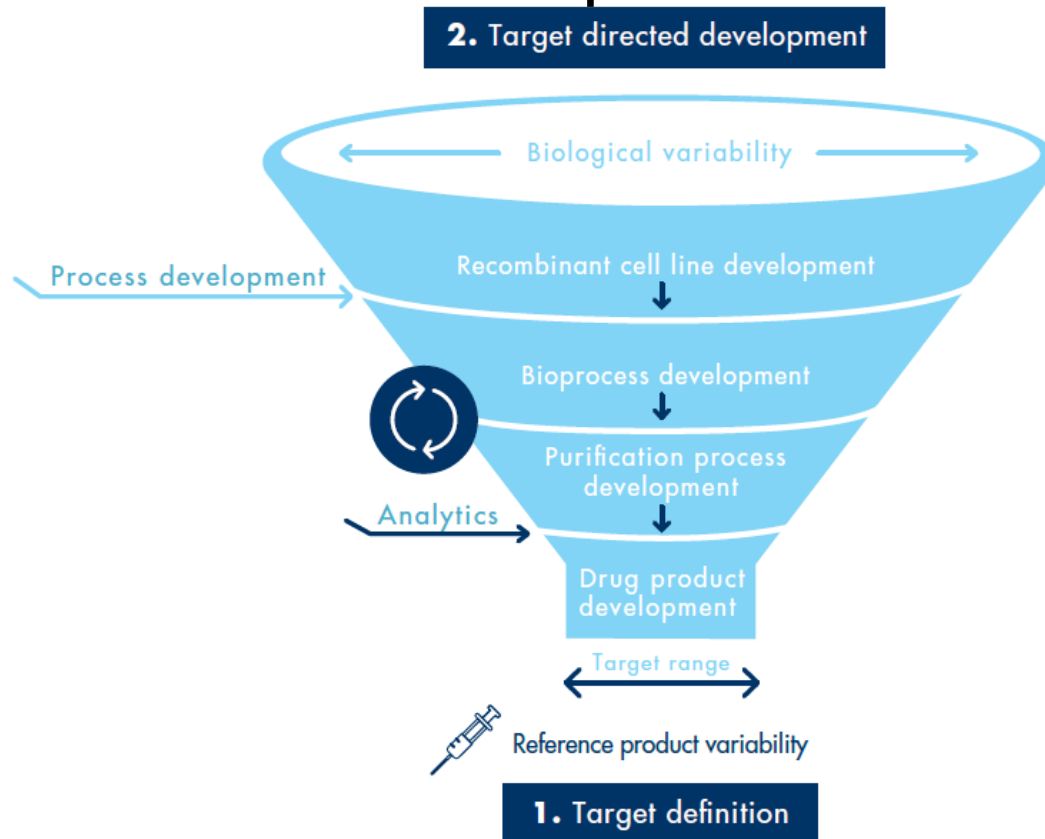 2. Target directed development
Biological variability
Recombinant cell line development
Process development
Bioprocess development
Purification process
development
Analytics
Drug product
development
Target range
Reference product variability
1. Target definition